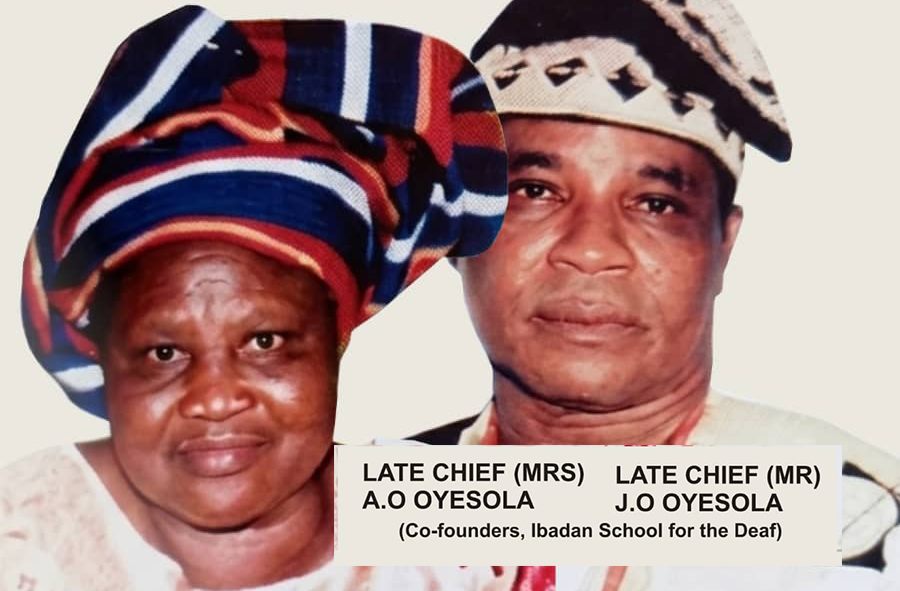 LATE CHIEF (MRS)
A.O OYESOLA
LATE CHIEF (MR)
J.O OYESOLA
(Co-founders, Ibadan School for the Deaf)